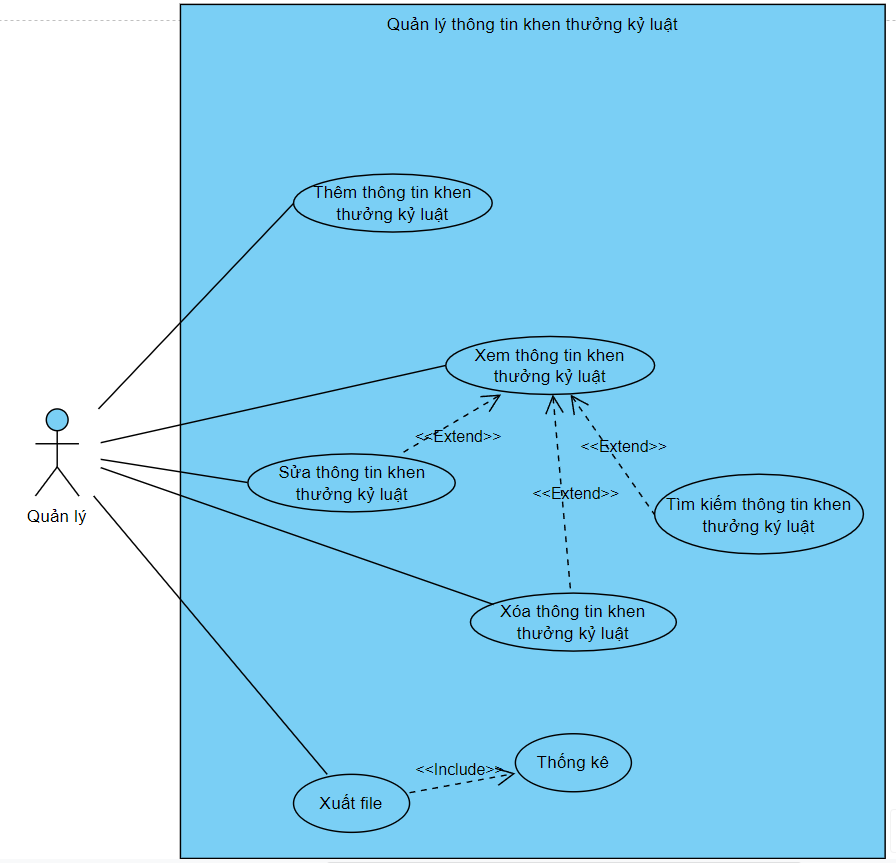 Quản lý thông tin khen thưởng kỷ luật
Thêm thông tin khen
thưởng kỷ luật
Xem thông tin khen
thưởng kỷ luật
<<Extend>>
<<Extend>>
Sửa thông tin khen
thưởng kỷ luật
<<Extend>>
Tìm kiếm thông tin khen
thưởng ký luật
Quản lý
Xóa thông tin khen
thưởng kỷ luật
<<Include>>
Thống kê
Xuất file